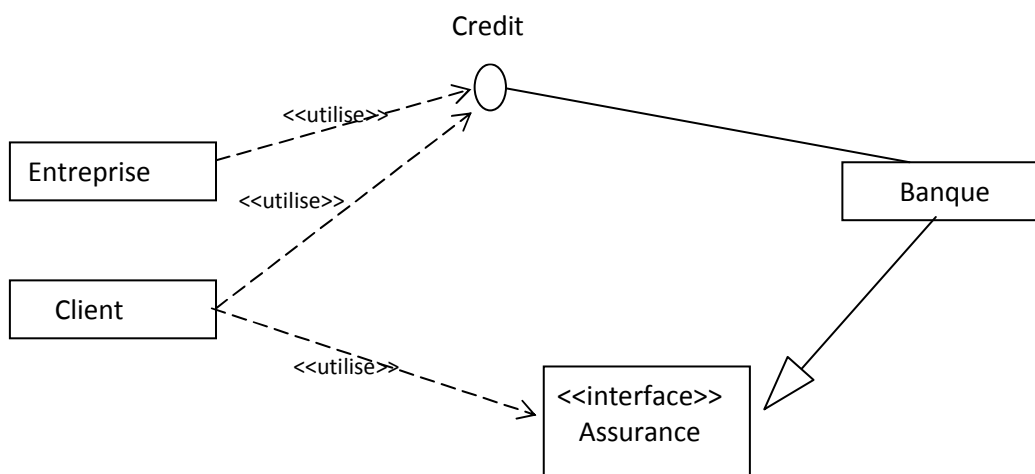 Credit
<<utilise>>
Entreprise
<<utilise>>
Banque
Client
<<utilise>>
<<interface>>
Assurance